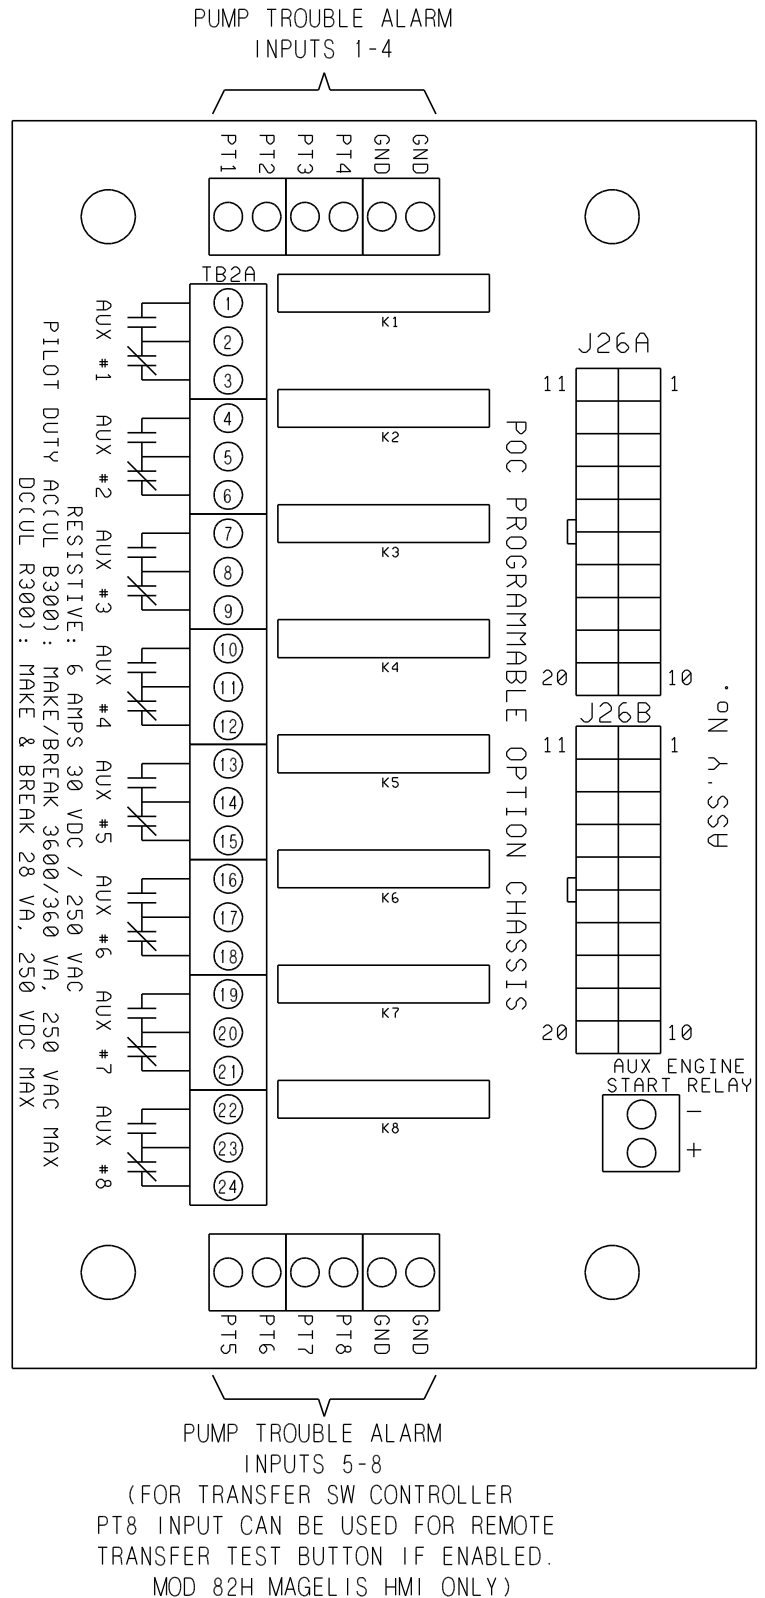 PUMP TROUBLE ALARM
INPUTS 1-4
PT1 PT2 PT3 PT4 GND GND
TB2A
1
2
3
4
5
6
7
8
9
10
11
12
13
14
15
16
17
18
19
20
21
22
23
24
AUX #1
AUX #2
AUX #3
AUX #4
AUX #5
AUX #6
AUX #7
AUX #8
RESISTIVE: 6 AMPS 30 VDC / 250 VAC
PILOT DUTY AC(UL B300): MAKE/BREAK 3600/360 VA, 250 VAC MAX
DC(UL R300): MAKE & BREAK 28 VA, 250 VDC MAX
K1
K2
K3
K4
K5
K6
K7
K8
POC PROGRAMMABLE OPTION CHASSIS
J26A
11 1
20 10
J26B
11 1
20 10
ASS.Y No.
AUX ENGINE
START RELAY
-
+
PT5 PT6 PT7 PT8 GND GND
PUMP TROUBLE ALARM
INPUTS 5-8
(FOR TRANSFER SW CONTROLLER
PT8 INPUT CAN BE USED FOR REMOTE
TRANSFER TEST BUTTON IF ENABLED.
MOD 82H MAGELIS HMI ONLY)